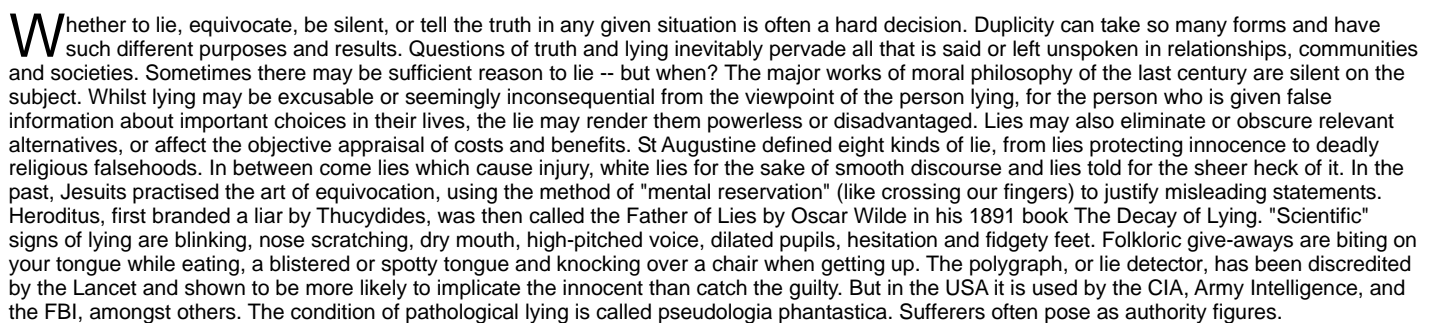 Whether to lie, equivocate, be silent, or tell the truth in any given situation is often a hard decision. Duplicity can take so many forms and have
such different purposes and results. Questions of truth and lying inevitably pervade all that is said or left unspoken in relationships, communities
and societies. Sometimes there may be sufficient reason to lie -- but when? The major works of moral philosophy of the last century are silent on the
subject. Whilst lying may be excusable or seemingly inconsequential from the viewpoint of the person lying, for the person who is given false
information about important choices in their lives, the lie may render them powerless or disadvantaged. Lies may also eliminate or obscure relevant
alternatives, or affect the objective appraisal of costs and benefits. St Augustine defined eight kinds of lie, from lies protecting innocence to deadly
religious falsehoods. In between come lies which cause injury, white lies for the sake of smooth discourse and lies told for the sheer heck of it. In the
past, Jesuits practised the art of equivocation, using the method of "mental reservation" (like crossing our fingers) to justify misleading statements.
Heroditus, first branded a liar by Thucydides, was then called the Father of Lies by Oscar Wilde in his 1891 book The Decay of Lying. "Scientific"
signs of lying are blinking, nose scratching, dry mouth, high-pitched voice, dilated pupils, hesitation and fidgety feet. Folkloric give-aways are biting on
your tongue while eating, a blistered or spotty tongue and knocking over a chair when getting up. The polygraph, or lie detector, has been discredited
by the Lancet and shown to be more likely to implicate the innocent than catch the guilty. But in the USA it is used by the CIA, Army Intelligence, and
the FBI, amongst others. The condition of pathological lying is called pseudologia phantastica. Sufferers often pose as authority figures.